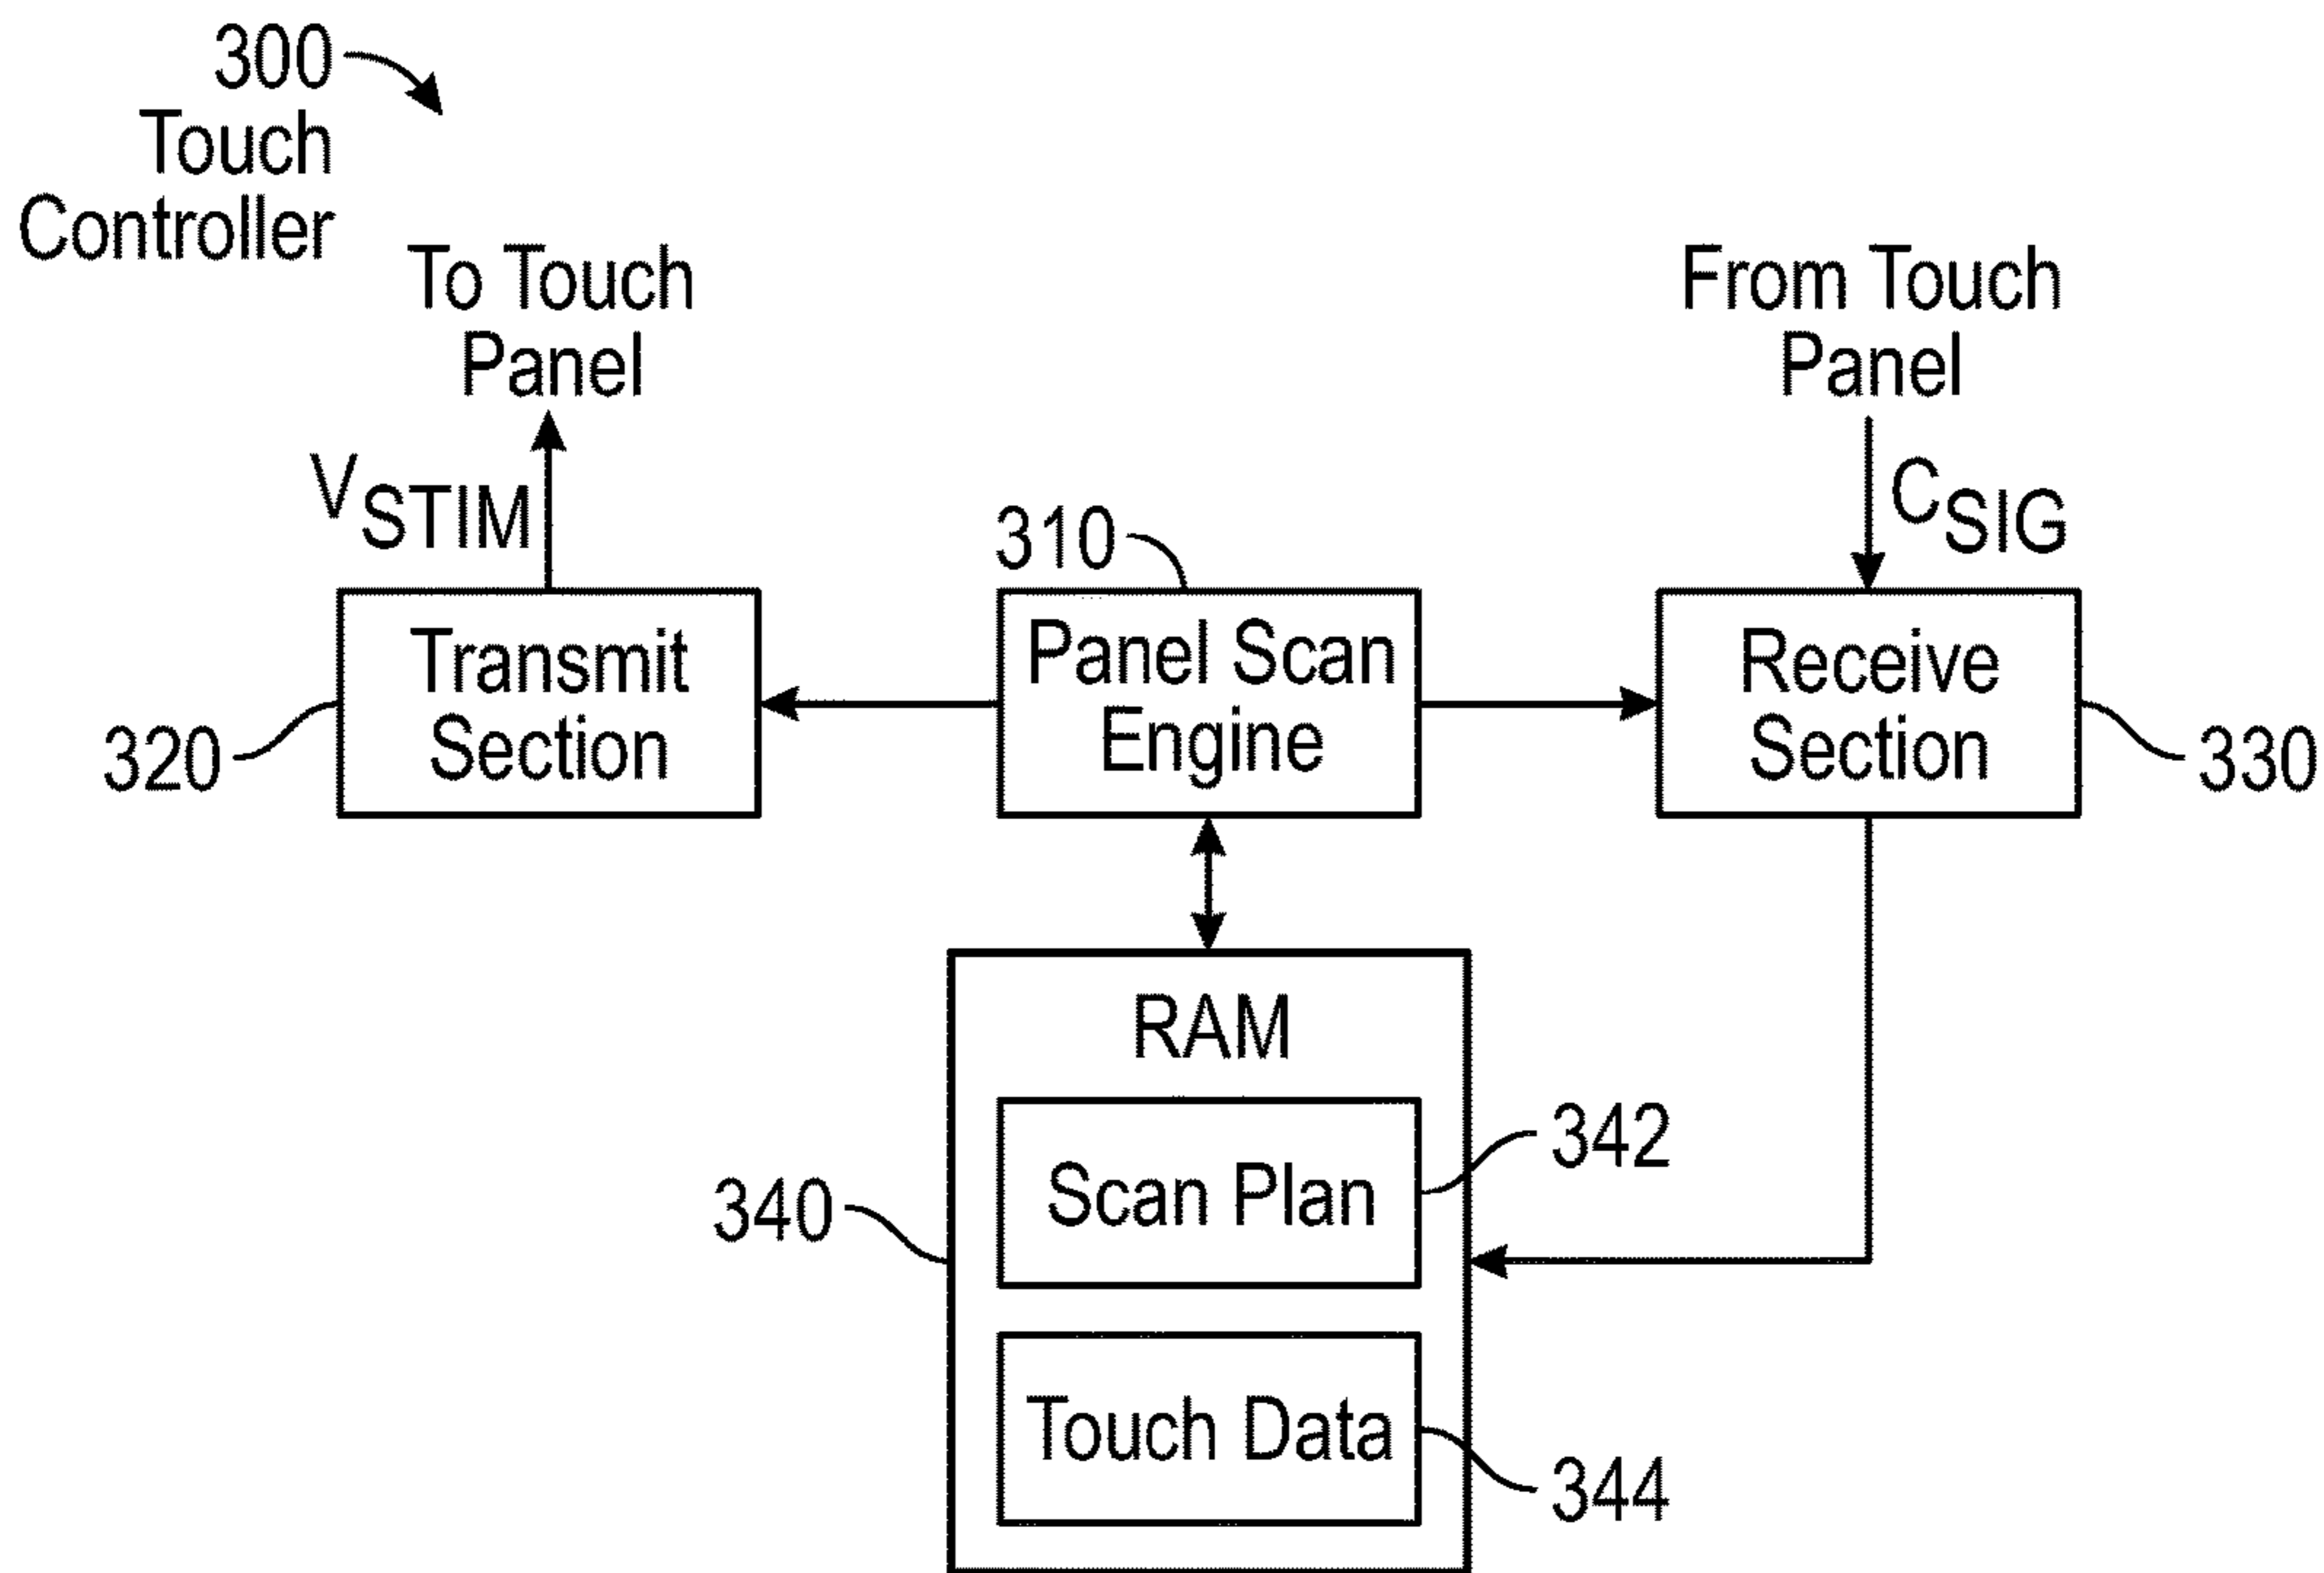 300
Touch
Controller
To Touch
Panel
From Touch
Panel
VSTIM
CSIG
310
Transmit
Section
Panel Scan
Engine
Receive
Section
320
330
RAM
Scan Plan
342
340
Touch Data
344